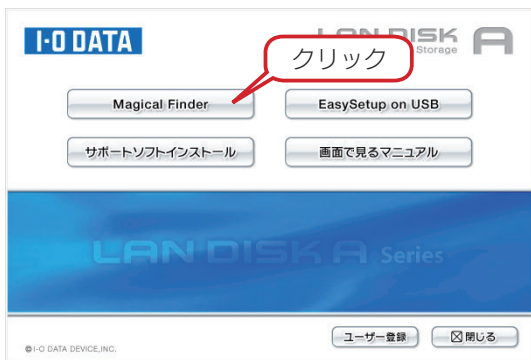 I-O DATA
LAN DISK A
Storage
クリック
Magical Finder
EasySetup on USB
サポートソフトインストール
画面で見るマニュアル
LAN DISK A Series
ユーザー登録
閉じる
©I-O DATA DEVICE,INC.